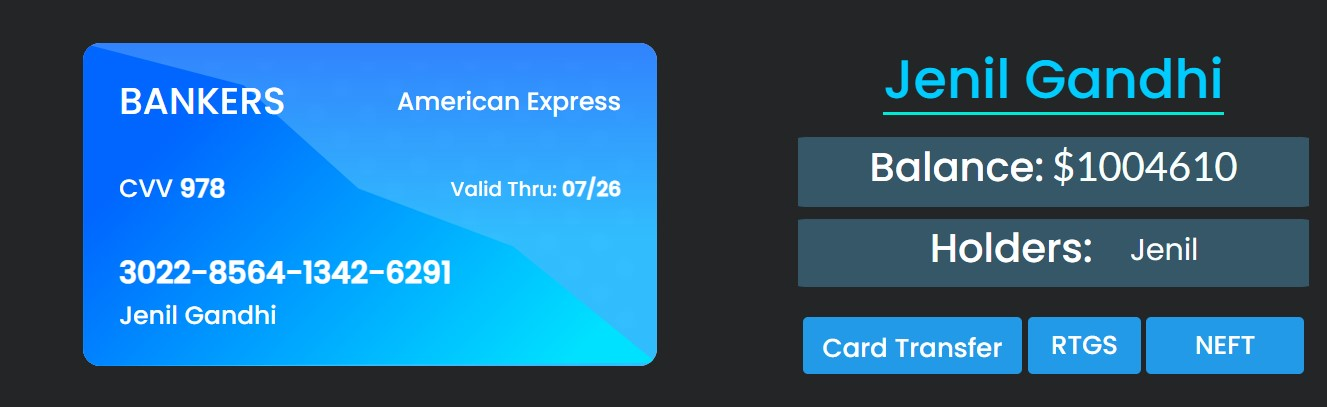 BANKERS American Express
CVV 978 Valid Thru: 07/26
3022-8564-1342-6291
Jenil Gandhi
Jenil Gandhi
Balance: $1004610
Holders: Jenil
Card Transfer RTGS NEFT